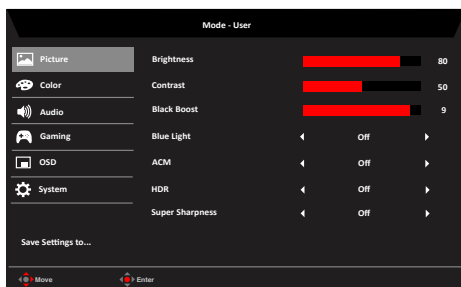 Mode - User
Picture
Color
Audio
Gaming
OSD
System
Save Settings to...
Brightness 80
Contrast 50
Black Boost 9
Blue Light Off
ACM Off
HDR Off
Super Sharpness Off
Move Enter